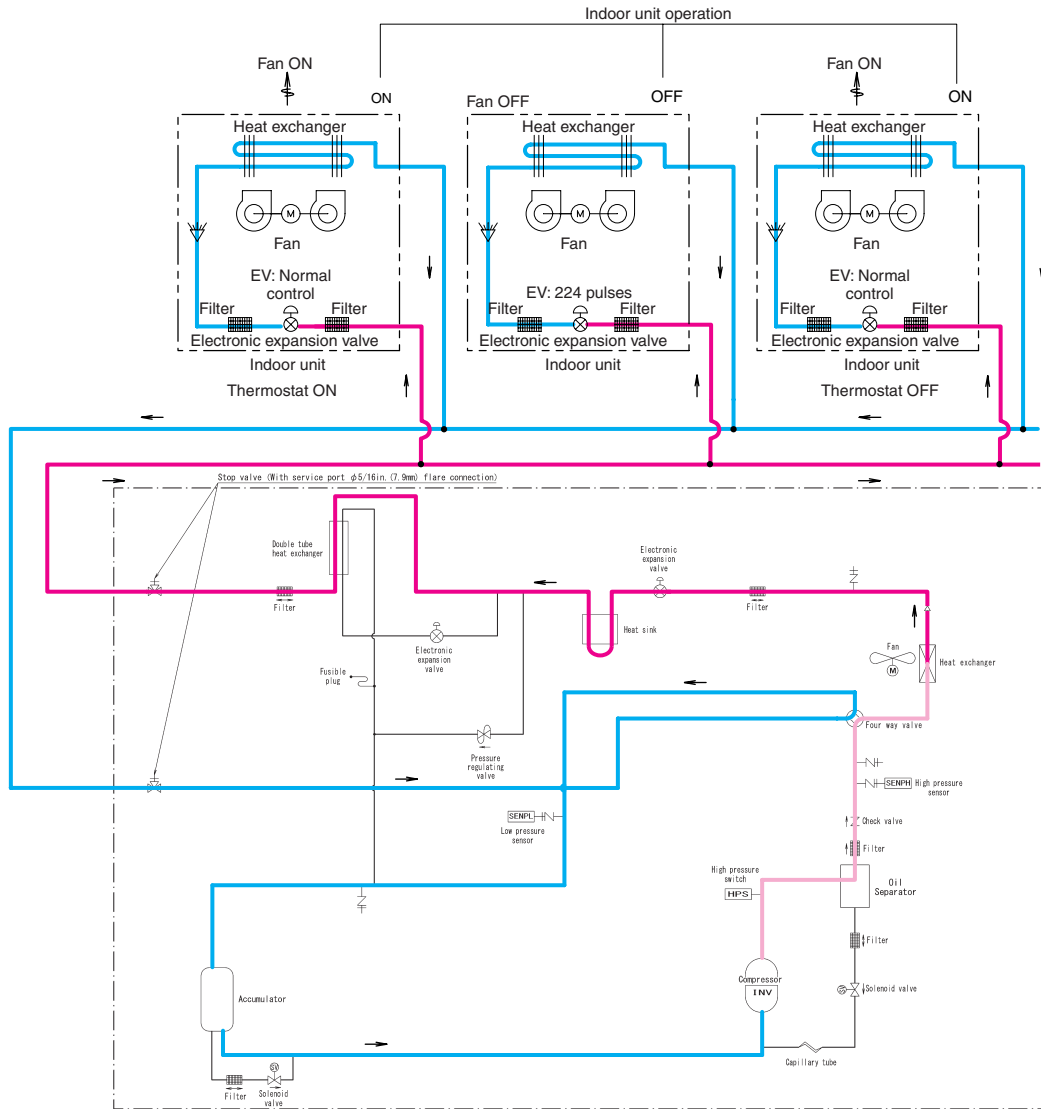 Indoor unit operation
Fan ON
ON
Fan OFF
OFF
Fan ON
ON
Heat exchanger
Heat exchanger
Heat exchanger
M
M
M
Fan
Fan
Fan
EV: Normal
control
EV: 224 pulses
EV: Normal
control
Filter
Filter
Filter
Filter
Filter
Filter
Electronic expansion valve
Electronic expansion valve
Electronic expansion valve
Indoor unit
Indoor unit
Indoor unit
Thermostat ON
Thermostat OFF
Stop valve (With service port φ5/16in. (7.9mm) flare connection)
Double tube
heat exchanger
Electronic
expansion
valve
Filter
Filter
Heat sink
Electronic
expansion
valve
Fan
M
Heat exchanger
Fusible
plug
Four way valve
Pressure
regulating
valve
SENPH
High pressure
sensor
SENPL
Low pressure
sensor
Check valve
Filter
High pressure
switch
HPS
Oil
Separator
Filter
Compressor
INV
Accumulator
Solenoid valve
Capillary tube
SV
Filter
Solenoid
valve